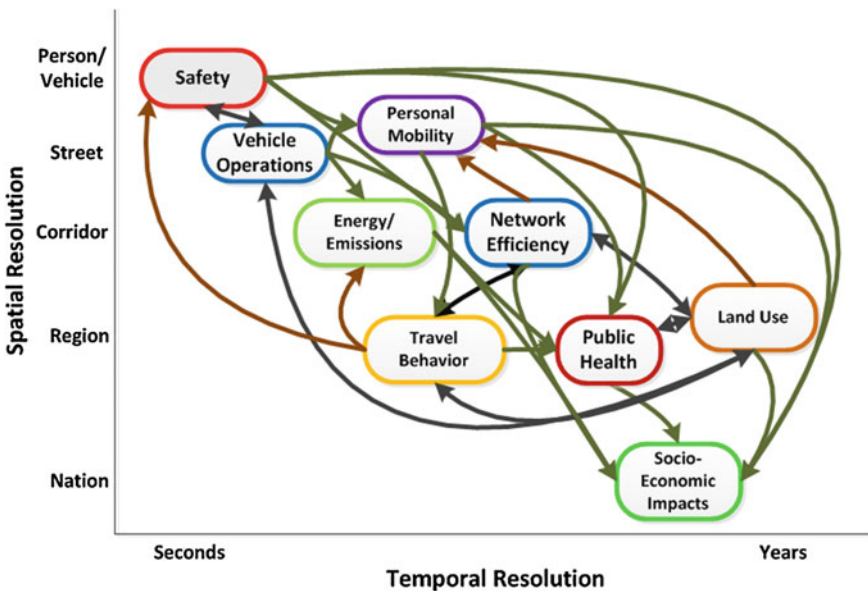 Person/
Vehicle
Street
Corridor
Region
Nation
Spatial Resolution
Safety
Vehicle
Operations
Personal
Mobility
Energy/
Emissions
Network
Efficiency
Travel
Behavior
Public
Health
Land Use
Socio-
Economic
Impacts
Seconds
Years
Temporal Resolution